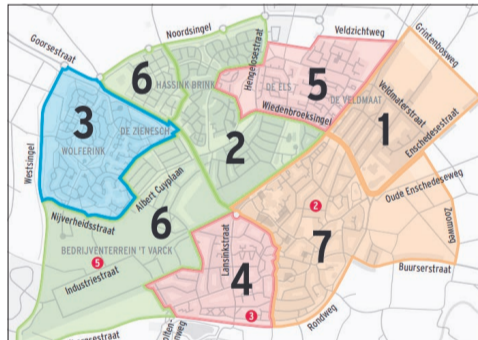 Noordsingel
Veldzichtweg
Grintenbosweg
Goorsestraat
Hengelosestraat
6
HASSINK BRINK
5
DE ELS
DE VELDMAAT
Wiedenbroeksingel
Veldmaterstraat
Enschedesestraat
1
3
DE ZIENESCH
WOLFERINK
2
Westsingel
Albert Cuyplaan
Oude Enschedeseweg
2
Nijverheidsstraat
6
Zoomweg
BEDRIJVENTERREIN 'T VARCK
5
Lansinkstraat
7
Industriestraat
4
Buurserstraat
3
Rondweg